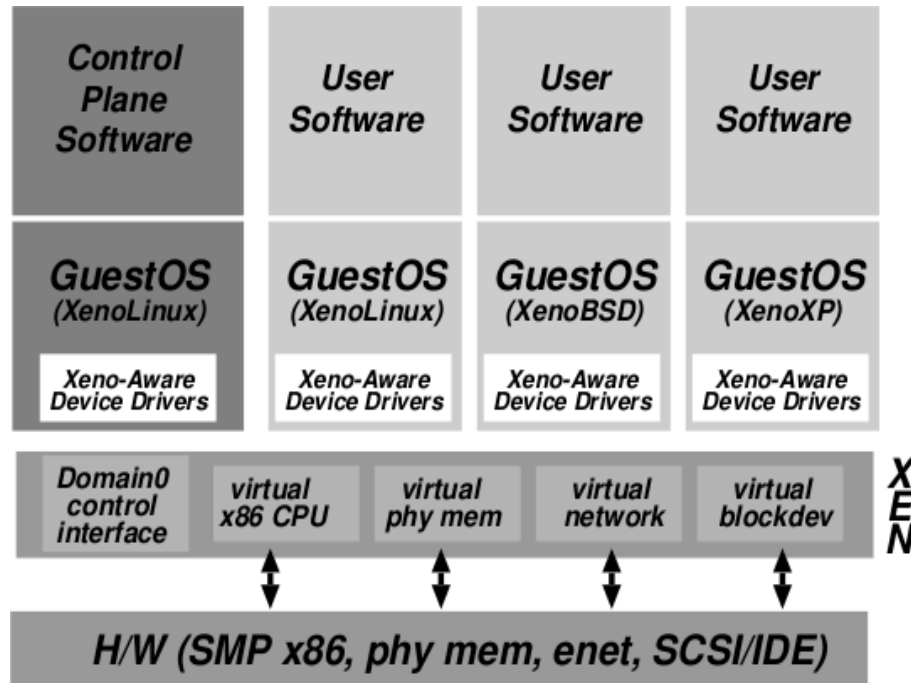 Control
Plane
Software
User
Software
User
Software
User
Software
GuestOS
(XenoLinux)
Xeno-Aware
Device Drivers
GuestOS
(XenoLinux)
Xeno-Aware
Device Drivers
GuestOS
(XenoBSD)
Xeno-Aware
Device Drivers
GuestOS
(XenoXP)
Xeno-Aware
Device Drivers
Domain0
control
interface
virtual
x86 CPU
virtual
phy mem
virtual
network
virtual
blockdev
X
E
N
H/W (SMP x86, phy mem, enet, SCSI/IDE)